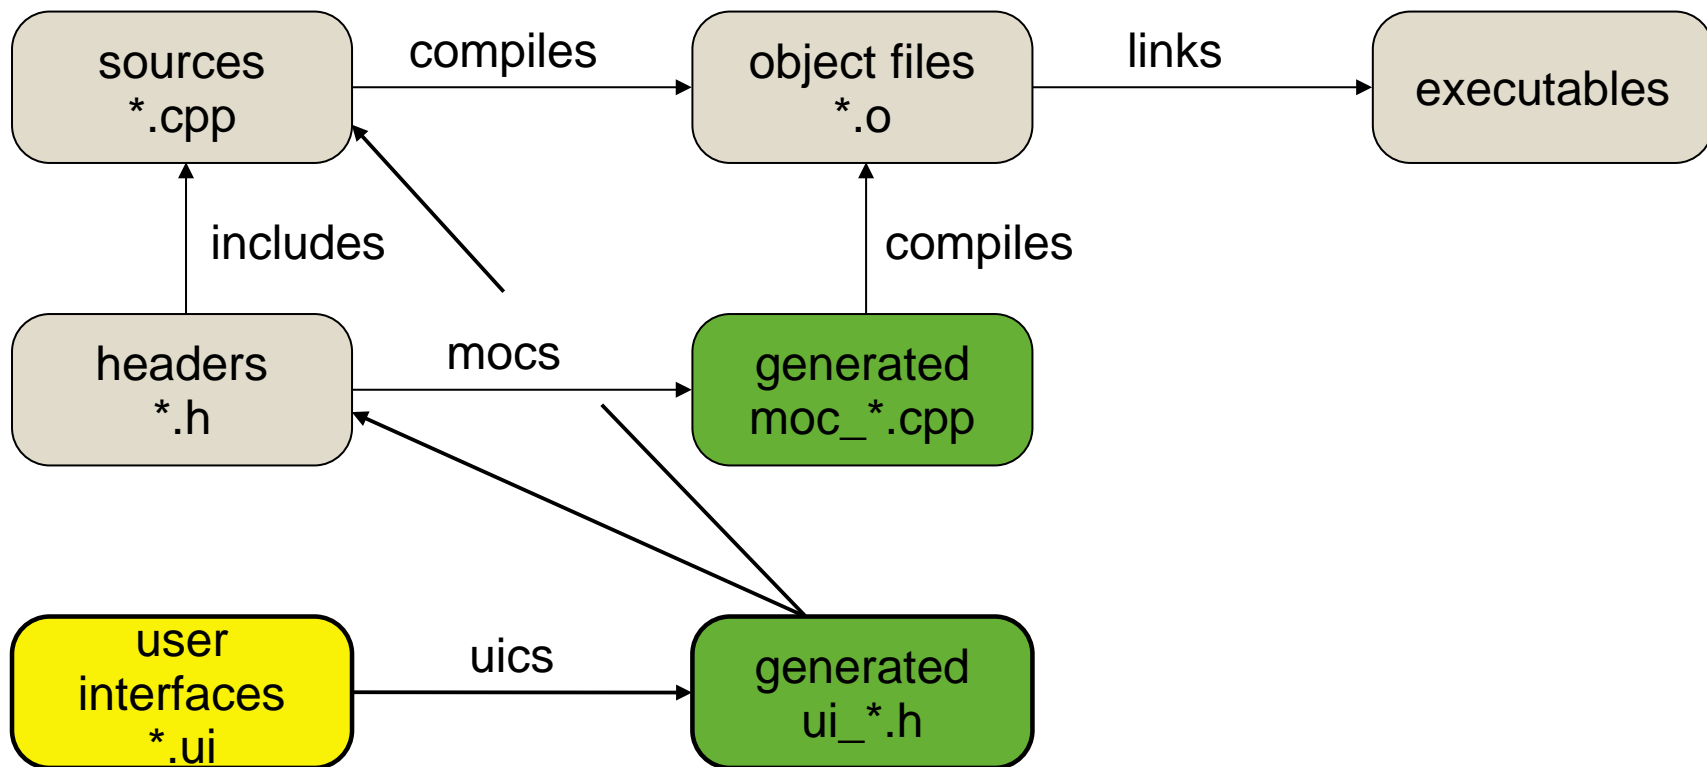 sources
*.cpp
compiles
object files
*.o
links
executables
includes
compiles
headers
*.h
mocs
generated
moc_*.cpp
user
interfaces
*.ui
uics
generated
ui_*.h